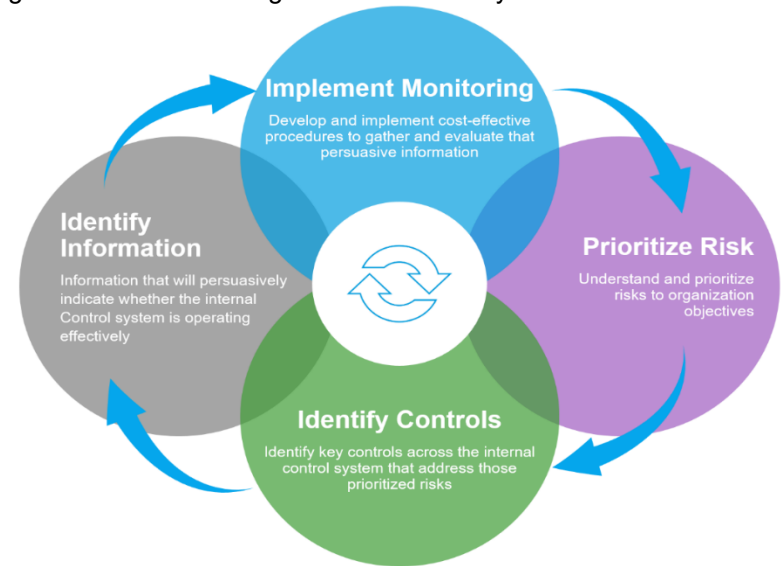 Implement Monitoring
Develop and implement cost-effective
procedures to gather and evaluate that
persuasive information
Identify
Information
Information that will persuasively
indicate whether the internal
Control system is operating
effectively
Prioritize Risk
Understand and prioritize
risks to organization
objectives
Identify Controls
Identify key controls across the internal
control system that address those
prioritized risks